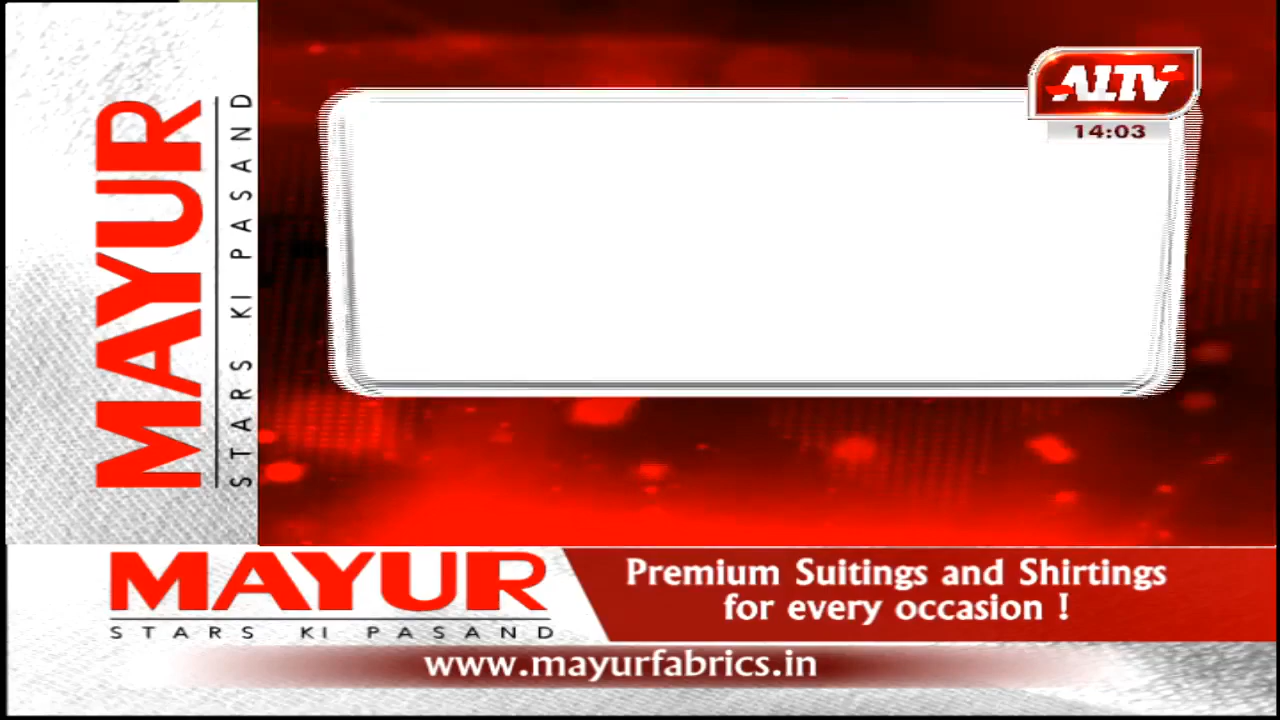 MAYUR
STARS KI PASAND
ALTV
14:03
MAYUR
STARS KI PASAND
Premium Suitings and Shirtings
for every occasion !
www.mayurfabrics.in